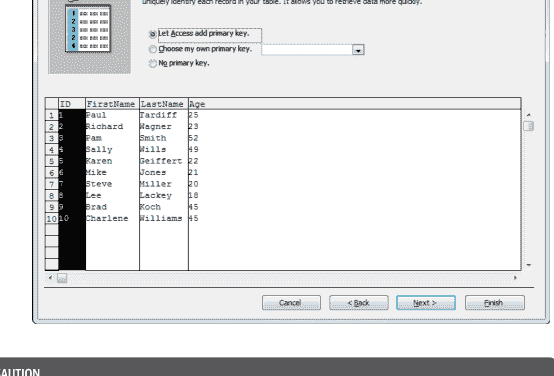 uniquely identify each record in your table. It allows you to retrieve data more quickly.
Let Access add primary key.
Choose my own primary key.
No primary key.
ID FirstName LastName Age
1 1 Paul Tardiff 25
2 2 Richard Wagner 23
3 3 Pam Smith 52
4 4 Sally Wills 49
5 5 Karen Geiffert 22
6 6 Mike Jones 21
7 7 Steve Miller 20
8 8 Lee Lackey 18
9 9 Brad Koch 45
10 10 Charlene Williams 45
Cancel < Back Next > Finish
CAUTION